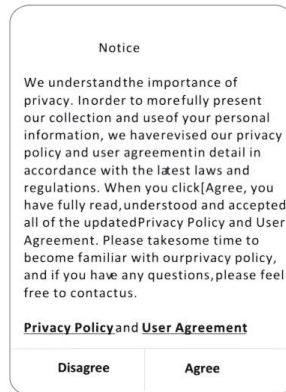 Notice
We understandthe importance of
privacy. Inorder to morefully present
our collection and useof your personal
information, we haverevised our privacy
policy and user agreementin detail in
accordance with the latest laws and
regulations. When you click[Agree, you
have fully read,understood and accepted
all of the updatedPrivacy Policy and User
Agreement. Please takesome time to
become familiar with ourprivacy policy,
and if you have any questions,please feel
free to contactus.
Privacy Policyand User Agreement
Disagree Agree